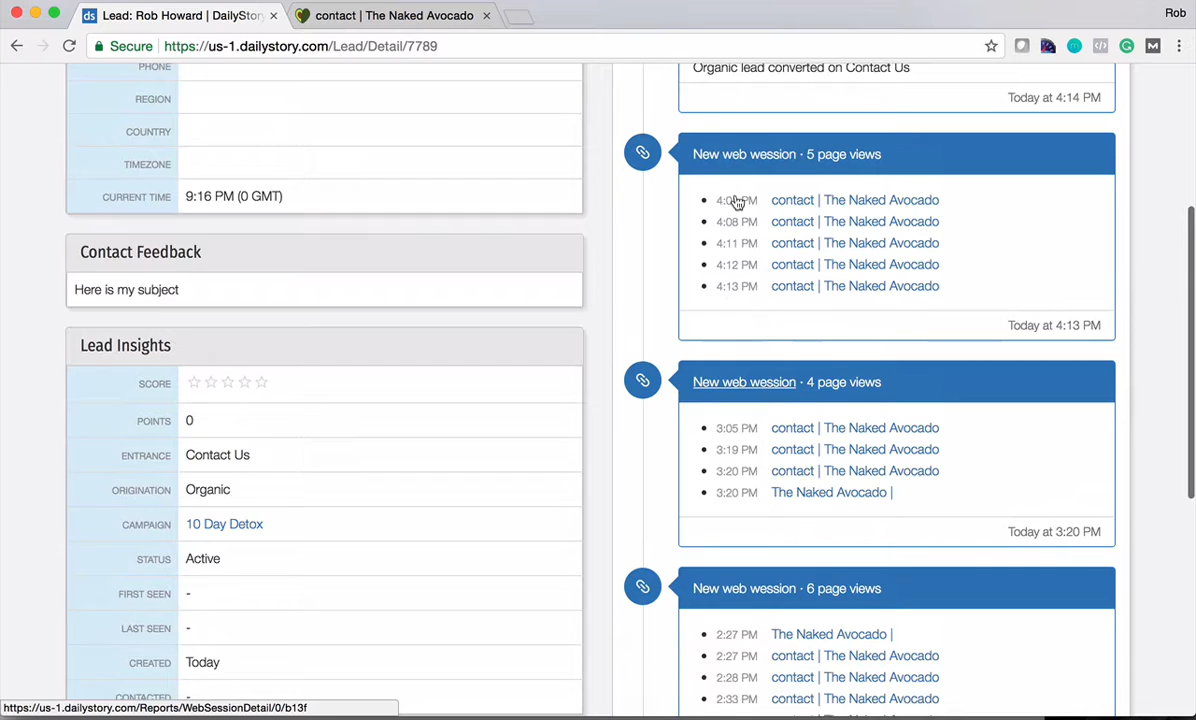 Lead: Rob Howard | DailyStory
contact | The Naked Avocado
Rob
Secure
https://us-1.dailystory.com/Lead/Detail/7789
ds
M
PHONE
REGION
COUNTRY
TIMEZONE
CURRENT TIME 9:16 PM (0 GMT)
Contact Feedback
Here is my subject
Lead Insights
SCORE
POINTS 0
ENTRANCE Contact Us
ORIGINATION Organic
CAMPAIGN 10 Day Detox
STATUS Active
FIRST SEEN -
LAST SEEN -
CREATED Today
CONTACTED -
https://us-1.dailystory.com/Reports/WebSessionDetail/0/b13f
Organic lead converted on Contact Us
Today at 4:14 PM
New web wession · 5 page views
PM contact | The Naked Avocado
4:08 PM contact | The Naked Avocado
4:11 PM contact | The Naked Avocado
4:12 PM contact | The Naked Avocado
4:13 PM contact | The Naked Avocado
Today at 4:13 PM
New web wession · 4 page views
3:05 PM contact | The Naked Avocado
3:19 PM contact | The Naked Avocado
3:20 PM contact | The Naked Avocado
3:20 PM The Naked Avocado |
Today at 3:20 PM
New web wession · 6 page views
2:27 PM The Naked Avocado |
2:27 PM contact | The Naked Avocado
2:28 PM contact | The Naked Avocado
2:33 PM contact | The Naked Avocado